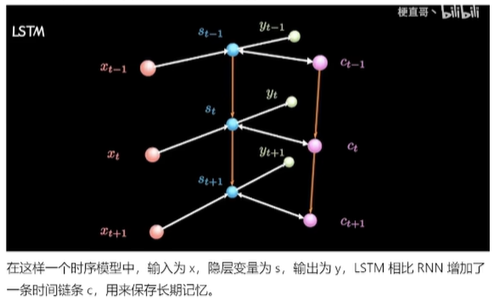 梗直哥丶 bilibili
LSTM
s_{t-1} y_{t-1}
x_{t-1} c_{t-1}
s_t y_t
x_t c_t
s_{t+1} y_{t+1}
x_{t+1} c_{t+1}
在这样一个时序模型中，输入为 x，隐层变量为 s，输出为 y，LSTM 相比 RNN 增加了
一条时间链条 c，用来保存长期记忆。